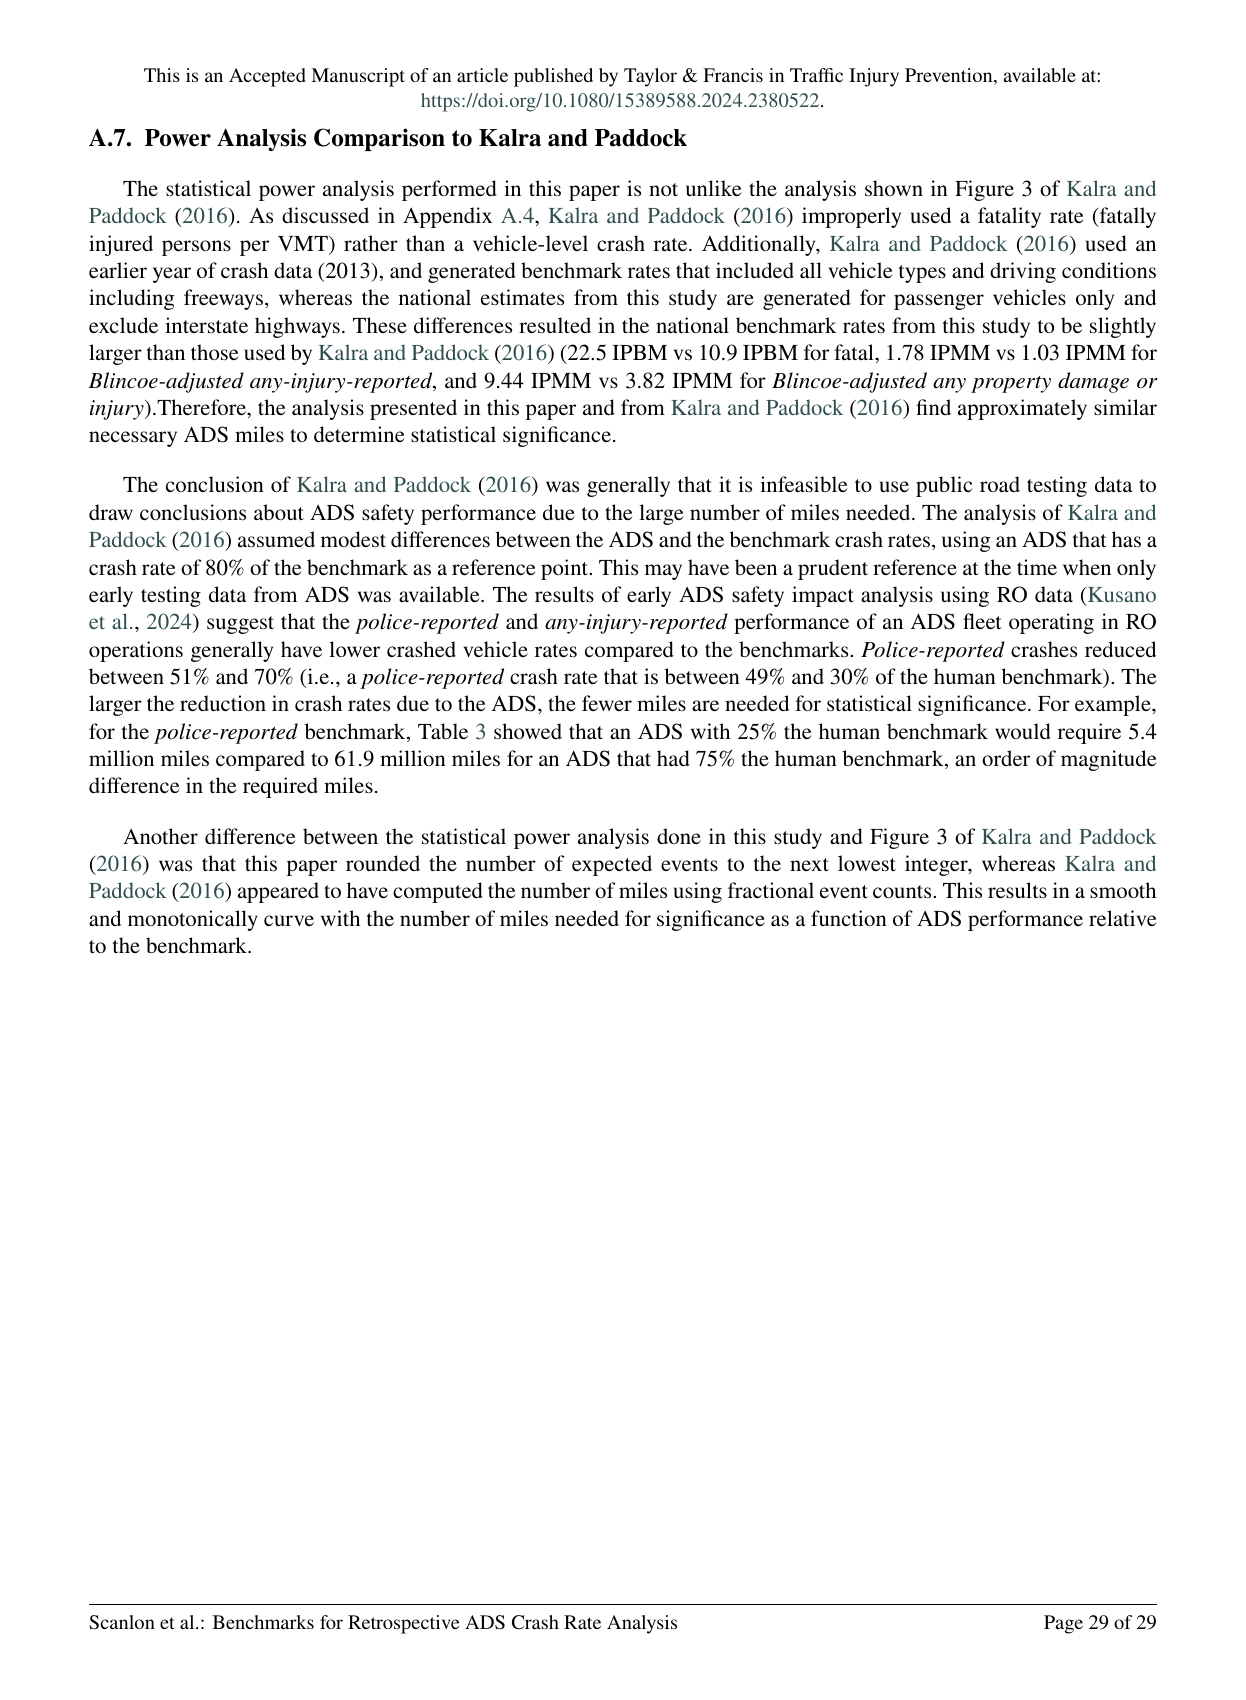 This is an Accepted Manuscript of an article published by Taylor & Francis in Traffic Injury Prevention, available at:
https://doi.org/10.1080/15389588.2024.2380522.
A.7. Power Analysis Comparison to Kalra and Paddock
The statistical power analysis performed in this paper is not unlike the analysis shown in Figure 3 of Kalra and
Paddock (2016). As discussed in Appendix A.4, Kalra and Paddock (2016) improperly used a fatality rate (fatally
injured persons per VMT) rather than a vehicle-level crash rate. Additionally, Kalra and Paddock (2016) used an
earlier year of crash data (2013), and generated benchmark rates that included all vehicle types and driving conditions
including freeways, whereas the national estimates from this study are generated for passenger vehicles only and
exclude interstate highways. These differences resulted in the national benchmark rates from this study to be slightly
larger than those used by Kalra and Paddock (2016) (22.5 IPBM vs 10.9 IPBM for fatal, 1.78 IPMM vs 1.03 IPMM for
Blincoe-adjusted any-injury-reported, and 9.44 IPMM vs 3.82 IPMM for Blincoe-adjusted any property damage or
injury).Therefore, the analysis presented in this paper and from Kalra and Paddock (2016) find approximately similar
necessary ADS miles to determine statistical significance.
The conclusion of Kalra and Paddock (2016) was generally that it is infeasible to use public road testing data to
draw conclusions about ADS safety performance due to the large number of miles needed. The analysis of Kalra and
Paddock (2016) assumed modest differences between the ADS and the benchmark crash rates, using an ADS that has a
crash rate of 80% of the benchmark as a reference point. This may have been a prudent reference at the time when only
early testing data from ADS was available. The results of early ADS safety impact analysis using RO data (Kusano
et al., 2024) suggest that the police-reported and any-injury-reported performance of an ADS fleet operating in RO
operations generally have lower crashed vehicle rates compared to the benchmarks. Police-reported crashes reduced
between 51% and 70% (i.e., a police-reported crash rate that is between 49% and 30% of the human benchmark). The
larger the reduction in crash rates due to the ADS, the fewer miles are needed for statistical significance. For example,
for the police-reported benchmark, Table 3 showed that an ADS with 25% the human benchmark would require 5.4
million miles compared to 61.9 million miles for an ADS that had 75% the human benchmark, an order of magnitude
difference in the required miles.
Another difference between the statistical power analysis done in this study and Figure 3 of Kalra and Paddock
(2016) was that this paper rounded the number of expected events to the next lowest integer, whereas Kalra and
Paddock (2016) appeared to have computed the number of miles using fractional event counts. This results in a smooth
and monotonically curve with the number of miles needed for significance as a function of ADS performance relative
to the benchmark.
Scanlon et al.: Benchmarks for Retrospective ADS Crash Rate Analysis
Page 29 of 29